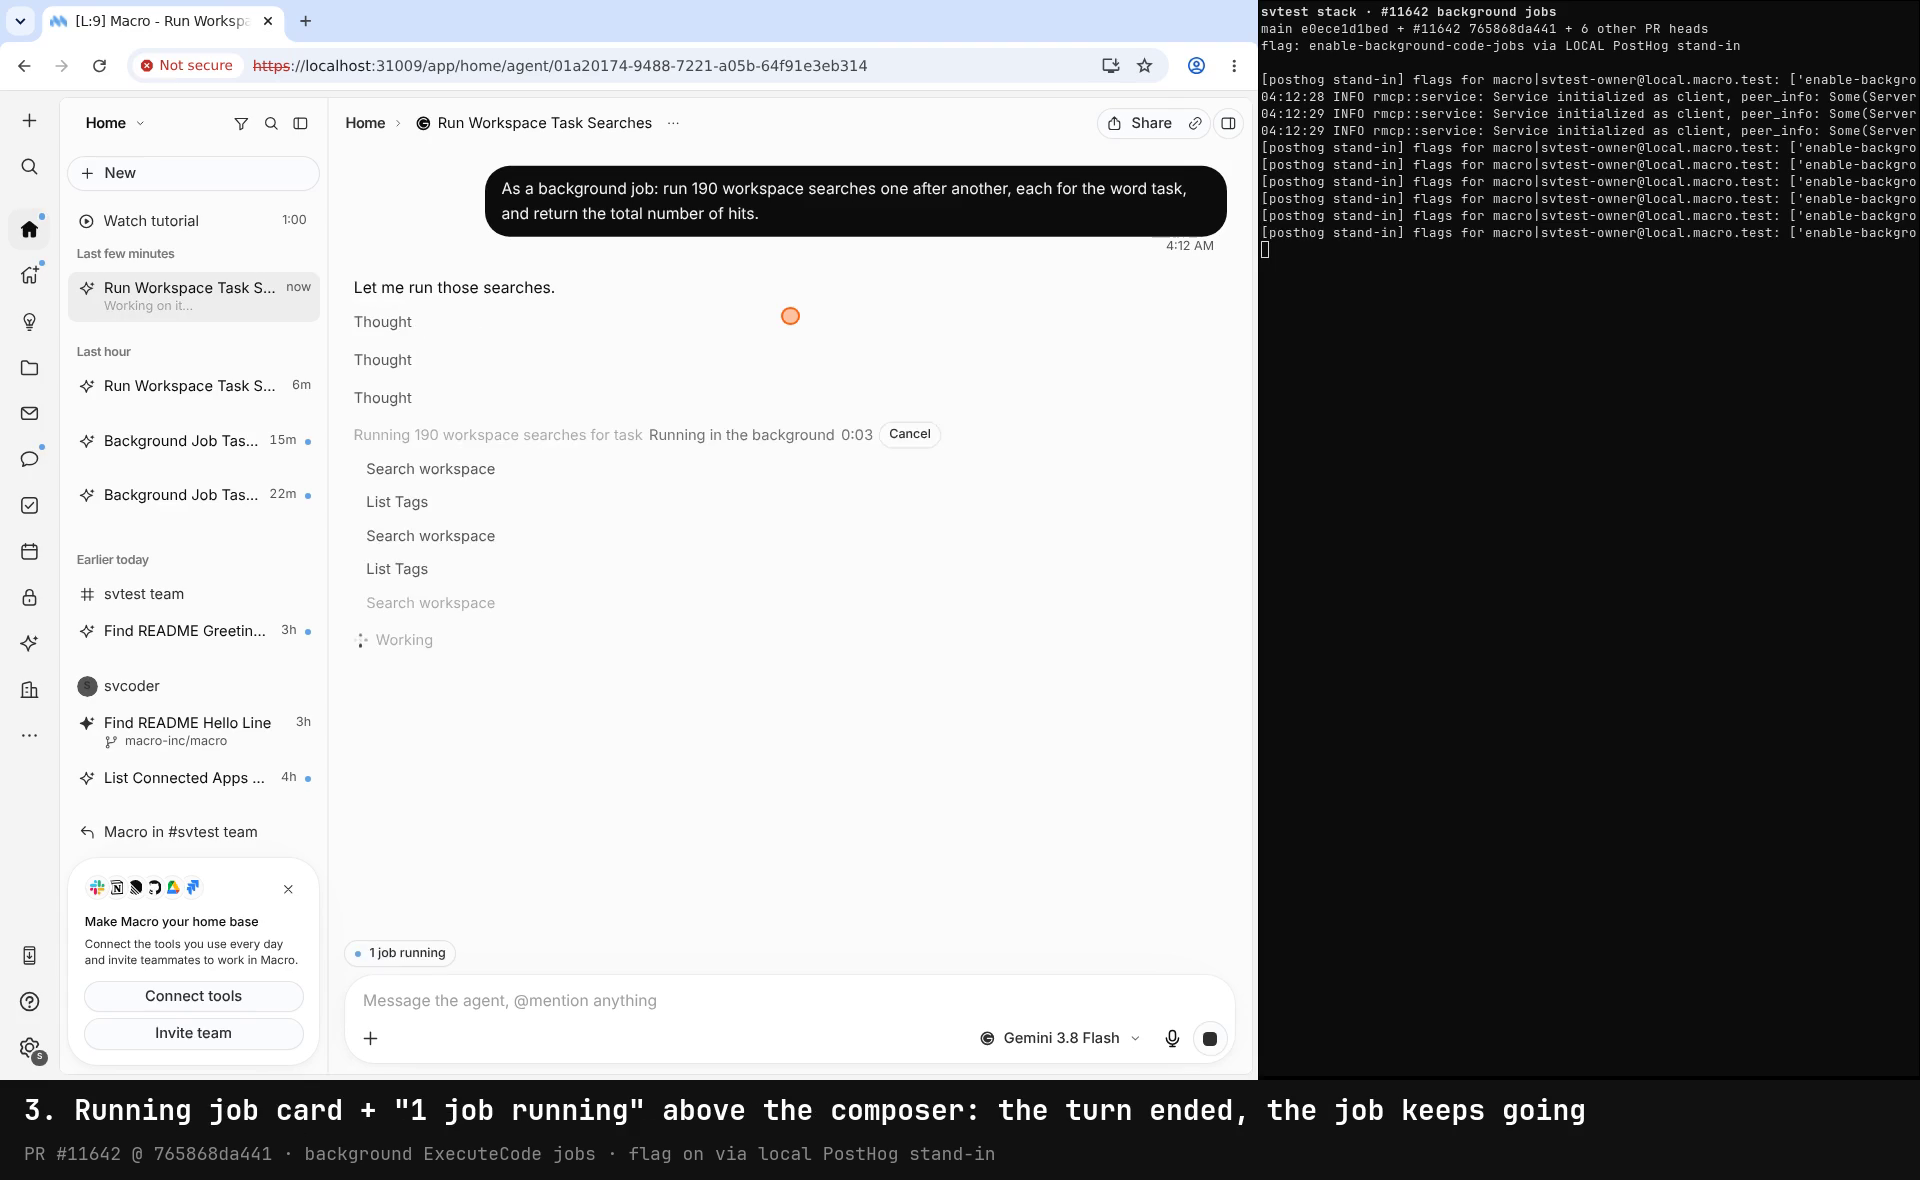 [L:9] Macro - Run Workspa
Not secure
https://localhost:31009/app/home/agent/01a20174-9488-7221-a05b-64f91e3eb314
Home
New
Watch tutorial 1:00
Last few minutes
Run Workspace Task S... now
Working on it...
Last hour
Run Workspace Task S... 6m
Background Job Tas... 15m
Background Job Tas... 22m
Earlier today
svtest team
Find README Greetin... 3h
S svcoder
Find README Hello Line 3h
macro-inc/macro
List Connected Apps ... 4h
Macro in #svtest team
Make Macro your home base
Connect the tools you use every day
and invite teammates to work in Macro.
Connect tools
Invite team
S
Home Run Workspace Task Searches ...
Share
As a background job: run 190 workspace searches one after another, each for the word task,
and return the total number of hits.
4:12 AM
Let me run those searches.
Thought
Thought
Thought
Running 190 workspace searches for task Running in the background 0:03 Cancel
Search workspace
List Tags
Search workspace
List Tags
Search workspace
Working
1 job running
Message the agent, @mention anything
Gemini 3.8 Flash
svtest stack · #11642 background jobs
main e0ece1d1bed + #11642 765868da441 + 6 other PR heads
flag: enable-background-code-jobs via LOCAL PostHog stand-in
[posthog stand-in] flags for macro|svtest-owner@local.macro.test: ['enable-backgro
04:12:28 INFO rmcp::service: Service initialized as client, peer_info: Some(Server
04:12:29 INFO rmcp::service: Service initialized as client, peer_info: Some(Server
04:12:29 INFO rmcp::service: Service initialized as client, peer_info: Some(Server
[posthog stand-in] flags for macro|svtest-owner@local.macro.test: ['enable-backgro
[posthog stand-in] flags for macro|svtest-owner@local.macro.test: ['enable-backgro
[posthog stand-in] flags for macro|svtest-owner@local.macro.test: ['enable-backgro
[posthog stand-in] flags for macro|svtest-owner@local.macro.test: ['enable-backgro
[posthog stand-in] flags for macro|svtest-owner@local.macro.test: ['enable-backgro
[posthog stand-in] flags for macro|svtest-owner@local.macro.test: ['enable-backgro
3. Running job card + "1 job running" above the composer: the turn ended, the job keeps going
PR #11642 @ 765868da441 · background ExecuteCode jobs · flag on via local PostHog stand-in